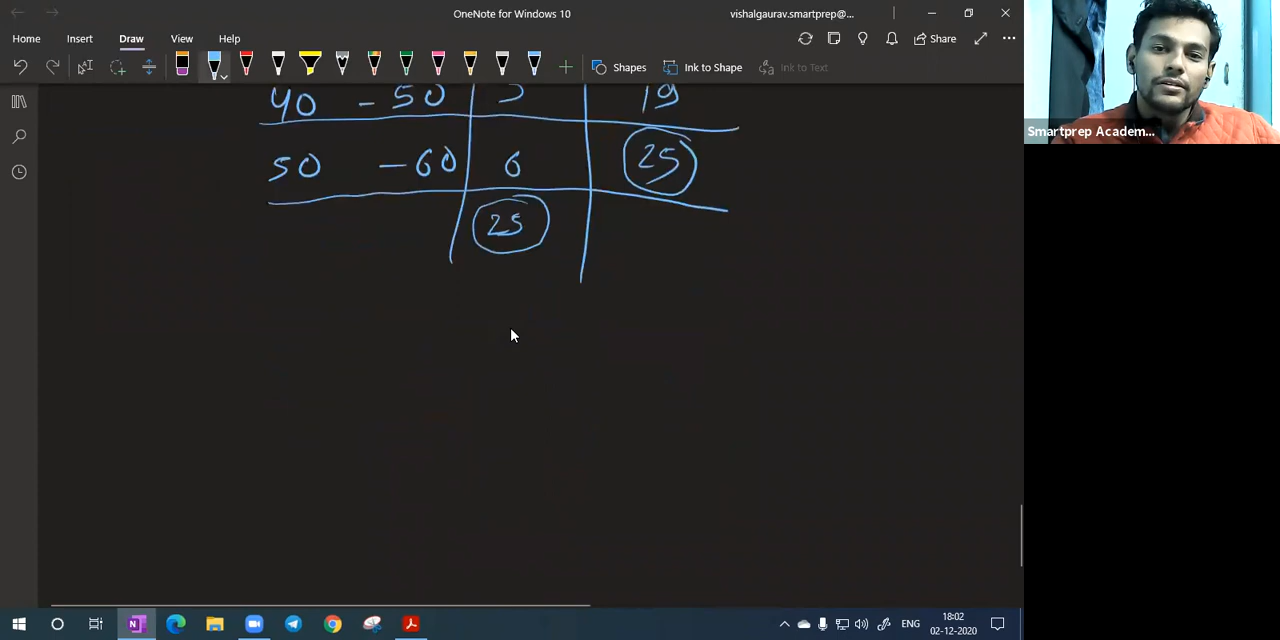 OneNote for Windows 10
vishalgaurav.smartprep@...
Home Insert Draw View Help
Share
Shapes Ink to Shape Ink to Text
40 - 50 19
50 - 60 6 25
25
Smartprep Academ...
ENG
18:02
02-12-2020